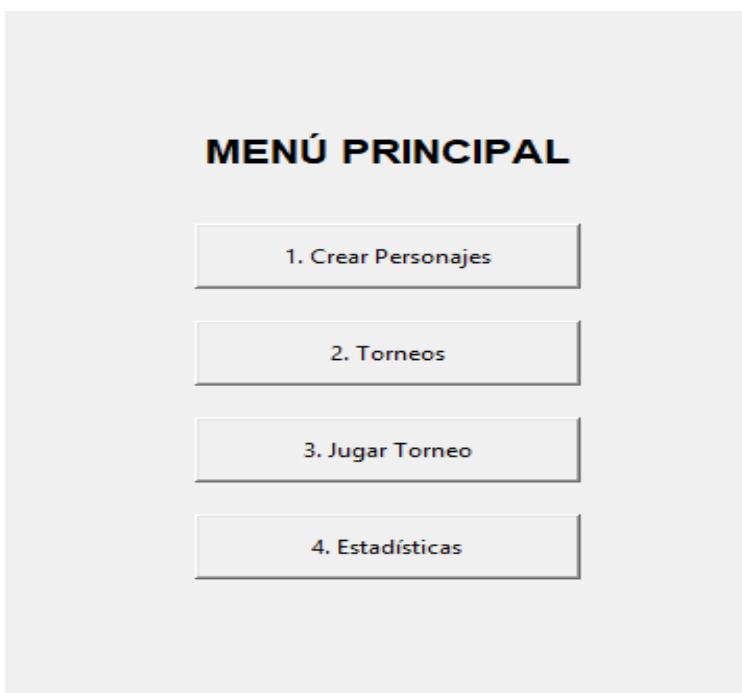 MENÚ PRINCIPAL
1. Crear Personajes
2. Torneos
3. Jugar Torneo
4. Estadísticas